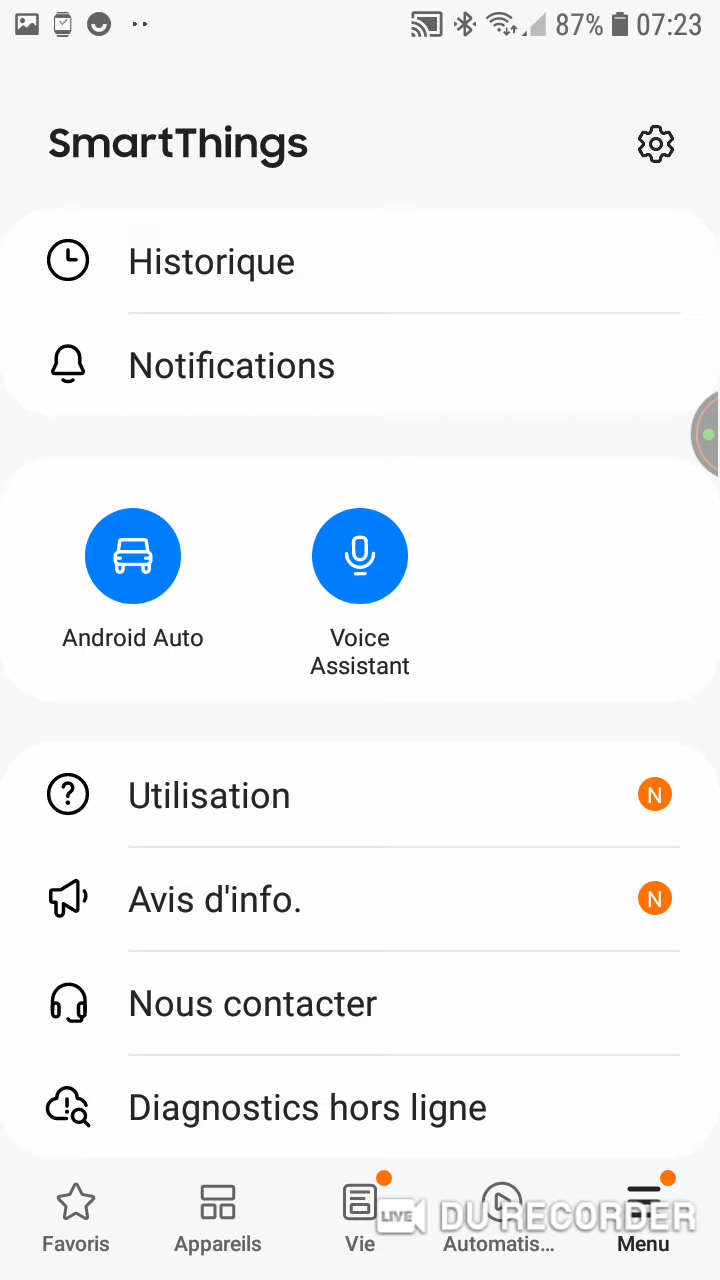 87% 07:23
SmartThings
Historique
Notifications
Android Auto
Voice
Assistant
Utilisation
N
Avis d'info.
N
Nous contacter
Diagnostics hors ligne
LIVE DU RECORDER
Favoris
Appareils
Vie
Automatis...
Menu